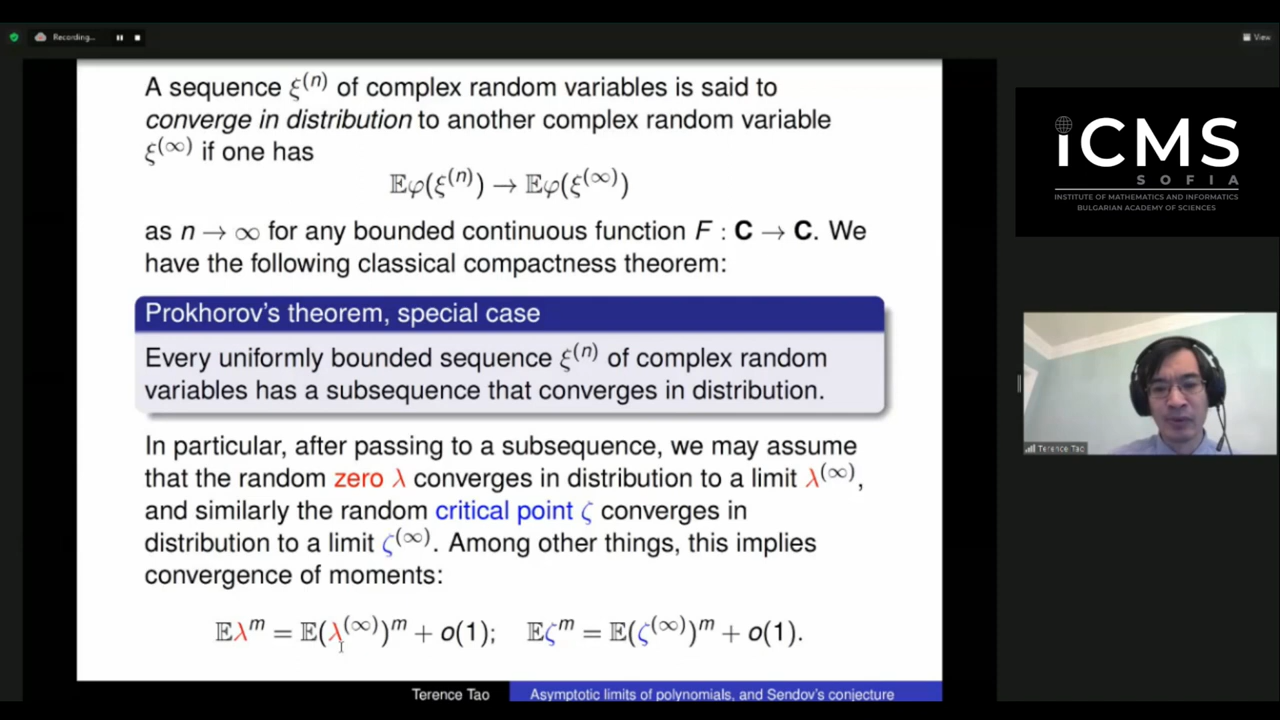 Recording...
View
A sequence ξ⁽ⁿ⁾ of complex random variables is said to
converge in distribution to another complex random variable
ξ⁽∞⁾ if one has
𝔼φ(ξ⁽ⁿ⁾) → 𝔼φ(ξ⁽∞⁾)
as n → ∞ for any bounded continuous function F : C → C. We
have the following classical compactness theorem:
Prokhorov's theorem, special case
Every uniformly bounded sequence ξ⁽ⁿ⁾ of complex random
variables has a subsequence that converges in distribution.
In particular, after passing to a subsequence, we may assume
that the random zero λ converges in distribution to a limit λ⁽∞⁾,
and similarly the random critical point ζ converges in
distribution to a limit ζ⁽∞⁾. Among other things, this implies
convergence of moments:
𝔼λᵐ = 𝔼(λ⁽∞⁾)ᵐ + o(1); 𝔼ζᵐ = 𝔼(ζ⁽∞⁾)ᵐ + o(1).
Terence Tao Asymptotic limits of polynomials, and Sendov's conjecture
iCMS
SOFIA
INSTITUTE OF MATHEMATICS AND INFORMATICS
BULGARIAN ACADEMY OF SCIENCES
Terence Tao